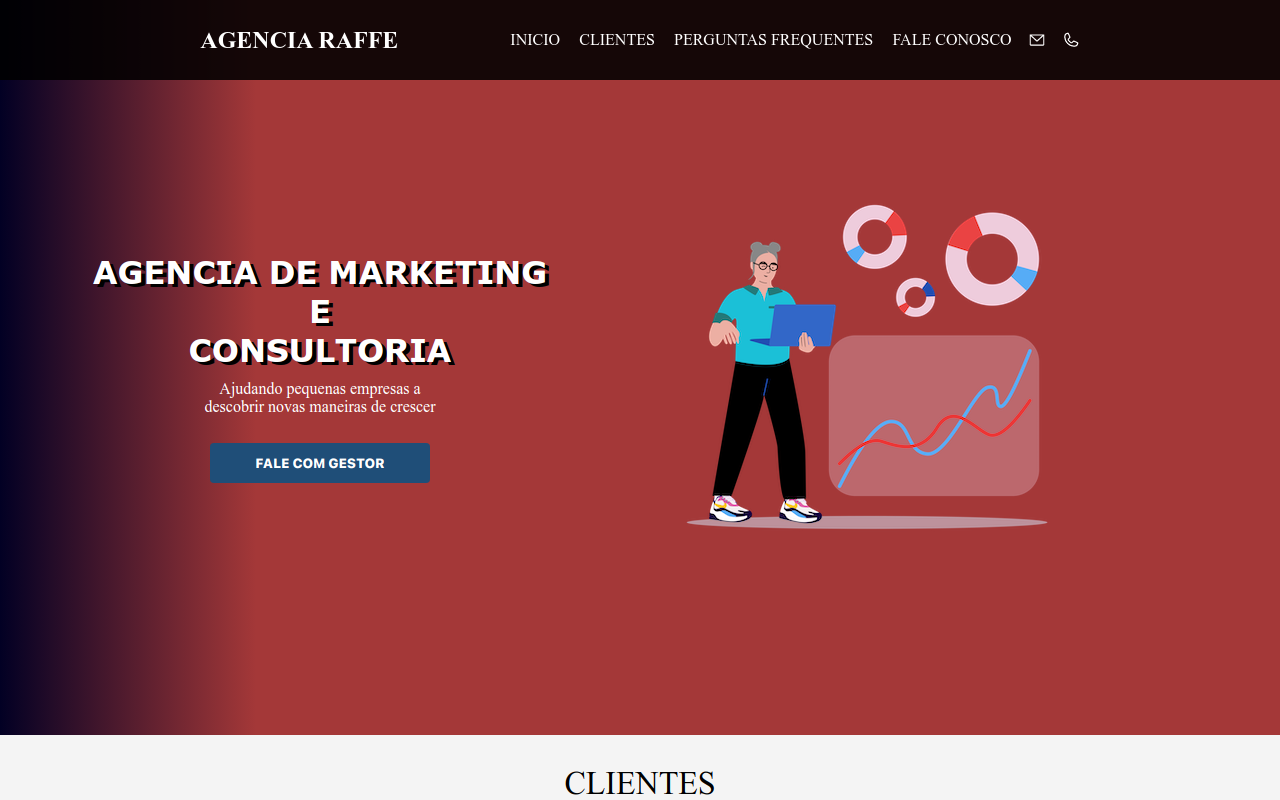 AGENCIA RAFFE
INICIO CLIENTES PERGUNTAS FREQUENTES FALE CONOSCO
AGENCIA DE MARKETING
E
CONSULTORIA
Ajudando pequenas empresas a
descobrir novas maneiras de crescer
FALE COM GESTOR
CLIENTES